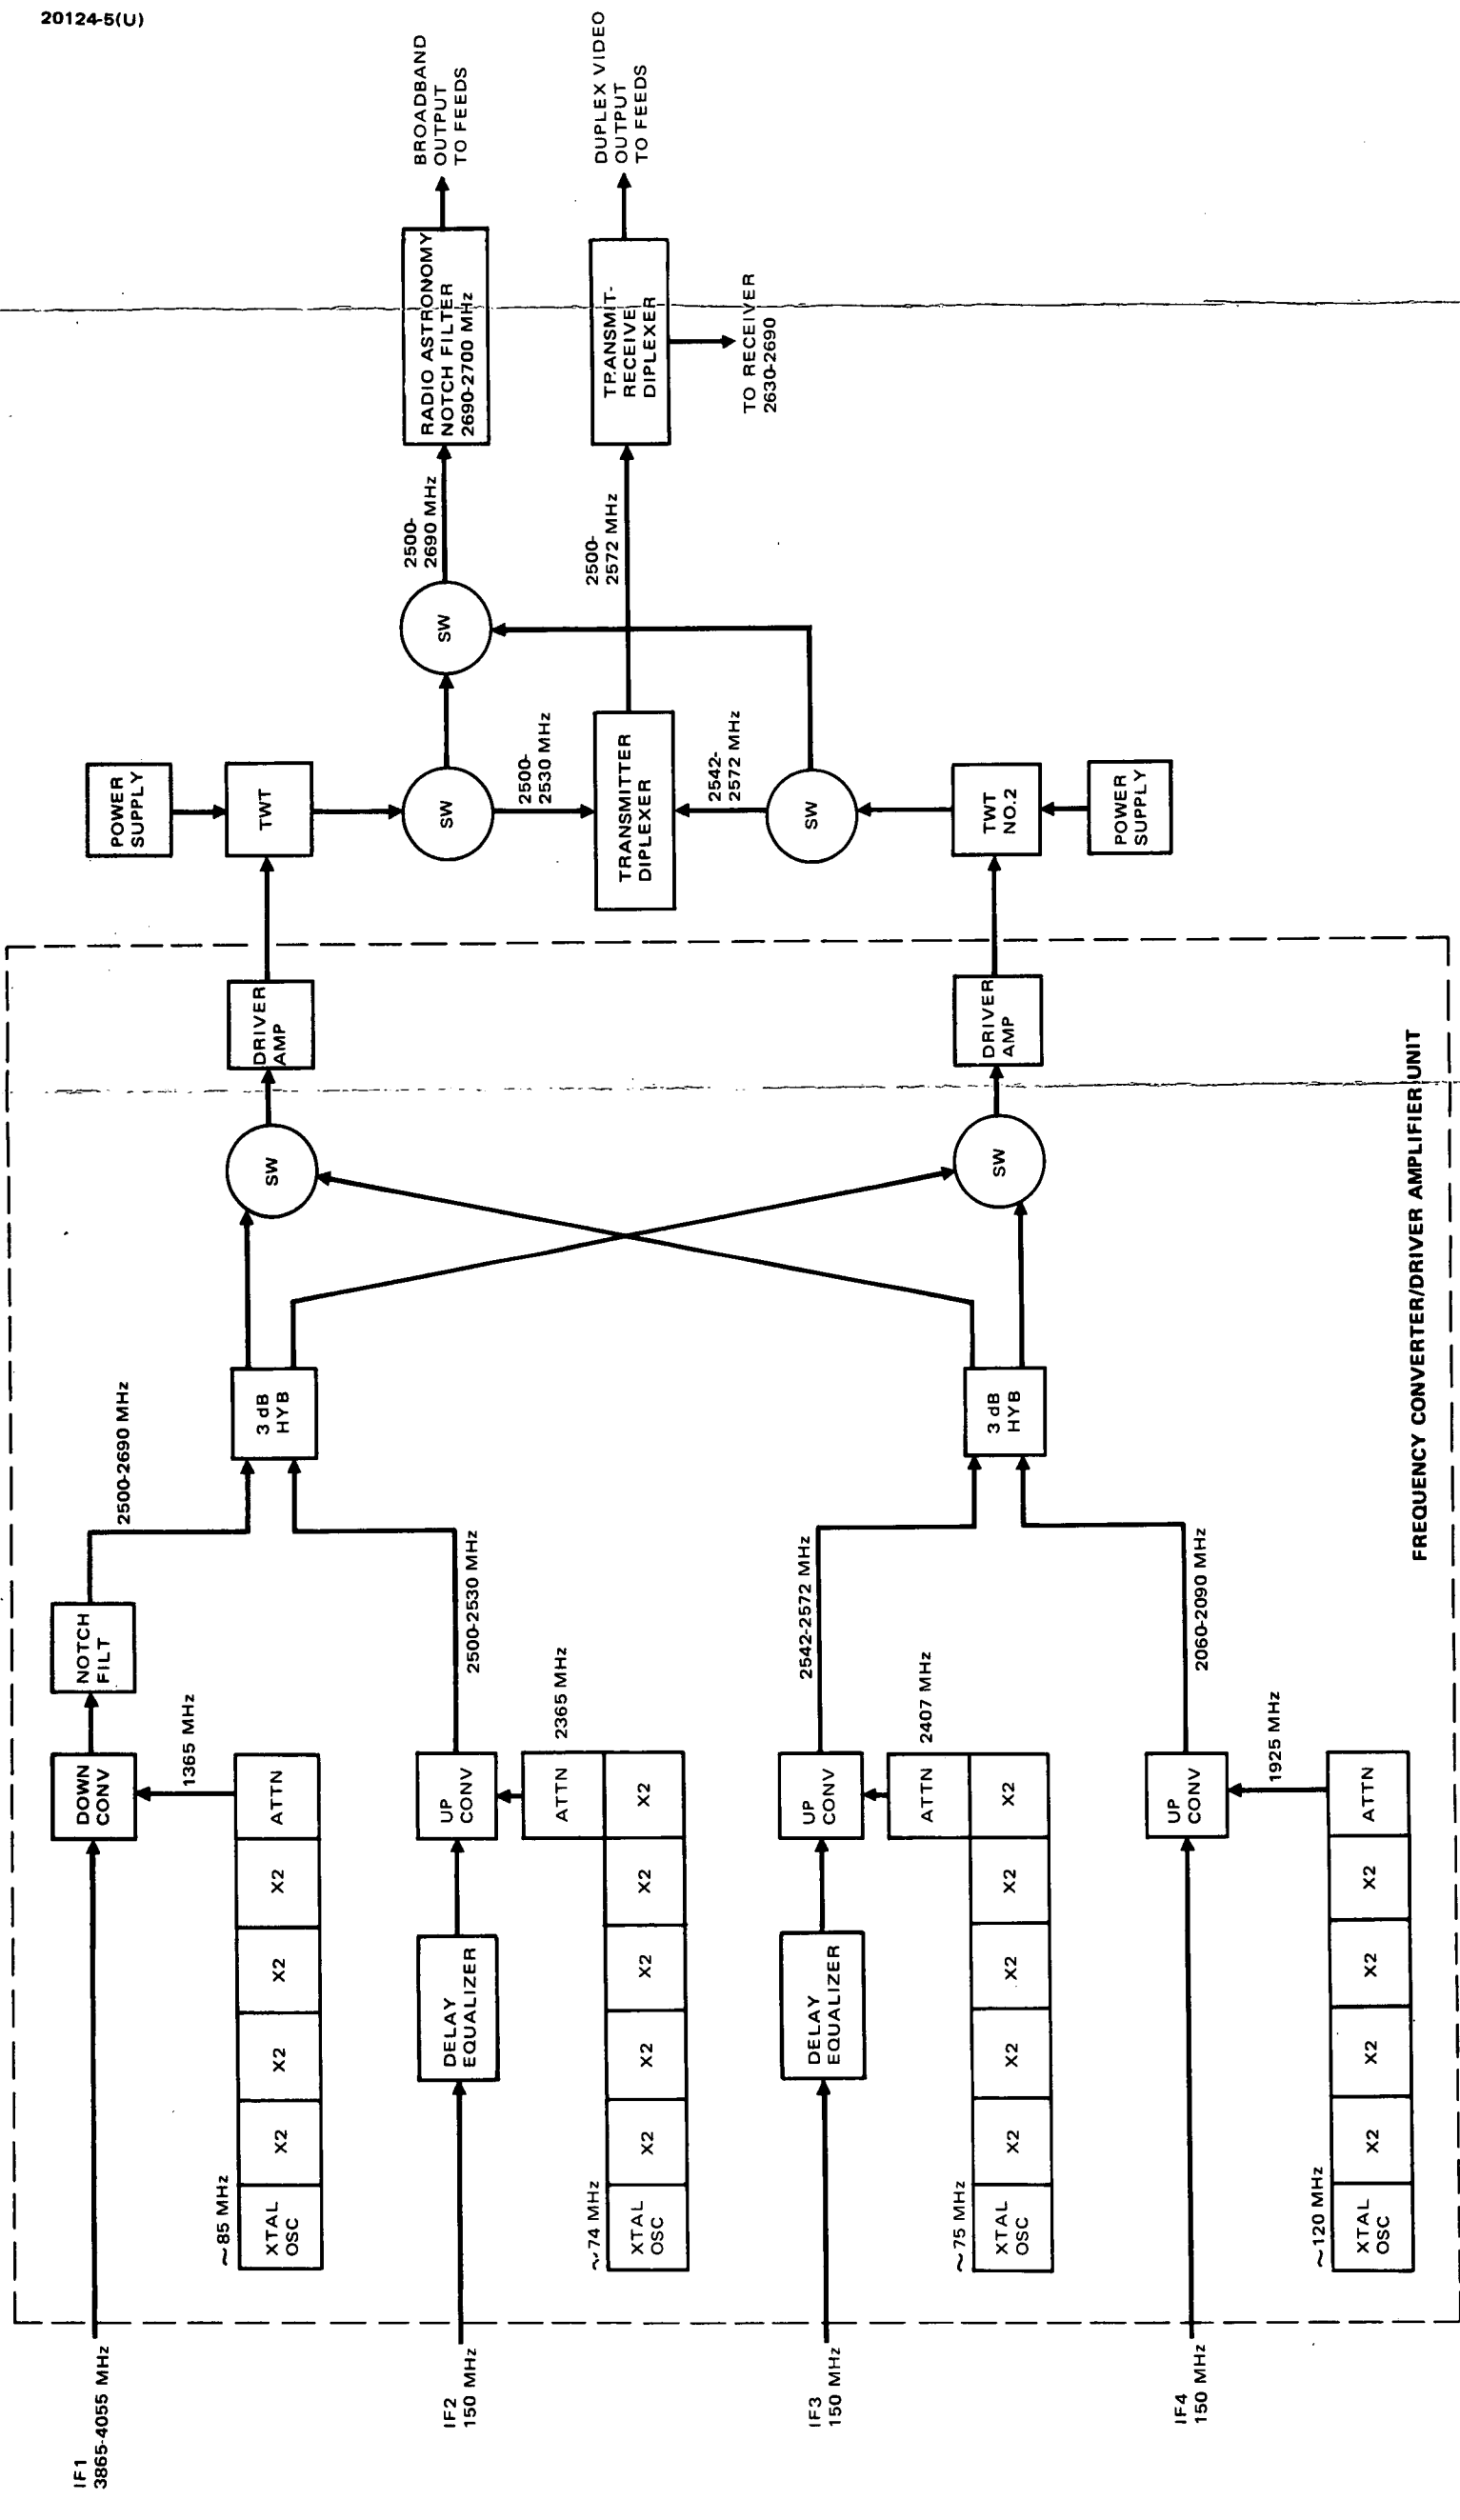 20124-5(U)
IF1
3865-4055 MHz
DOWN
CONV
NOTCH
FILT
2500-2690 MHz
1365 MHz
~85 MHz
XTAL
OSC
X2
X2
X2
X2
ATTN
IF2
150 MHz
DELAY
EQUALIZER
UP
CONV
2500-2530 MHz
2365 MHz
~74 MHz
XTAL
OSC
X2
X2
X2
X2
X2
ATTN
IF3
150 MHz
DELAY
EQUALIZER
UP
CONV
2542-2572 MHz
2407 MHz
~75 MHz
XTAL
OSC
X2
X2
X2
X2
X2
ATTN
IF4
150 MHz
UP
CONV
2060-2090 MHz
1925 MHz
~120 MHz
XTAL
OSC
X2
X2
X2
X2
ATTN
3 dB
HYB
3 dB
HYB
SW
SW
DRIVER
AMP
DRIVER
AMP
FREQUENCY CONVERTER/DRIVER AMPLIFIER UNIT
POWER
SUPPLY
TWT
SW
2500-
2530 MHz
TRANSMITTER
DIPLEXER
2542-
2572 MHz
SW
TWT
NO.2
POWER
SUPPLY
SW
2500-
2690 MHz
2500-
2572 MHz
RADIO ASTRONOMY
NOTCH FILTER
2690-2700 MHz
BROADBAND
OUTPUT
TO FEEDS
TRANSMIT-
RECEIVE
DIPLEXER
DUPLEX VIDEO
OUTPUT
TO FEEDS
TO RECEIVER
2630-2690